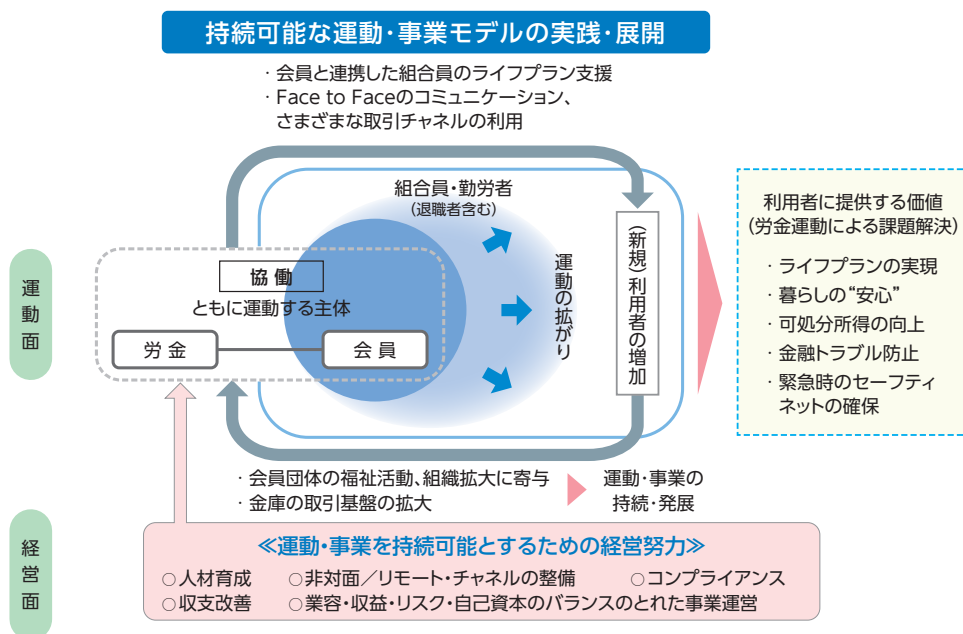 持続可能な運動・事業モデルの実践・展開
・会員と連携した組合員のライフプラン支援
・Face to Faceのコミュニケーション、
さまざまな取引チャネルの利用
組合員・勤労者
(退職者含む)
協働
ともに運動する主体
労金
会員
運動の拡がり
(新規)利用者の増加
利用者に提供する価値
(労金運動による課題解決)
・ライフプランの実現
・暮らしの“安心”
・可処分所得の向上
・金融トラブル防止
・緊急時のセーフティ
ネットの確保
運動面
・会員団体の福祉活動、組織拡大に寄与
・金庫の取引基盤の拡大
運動・事業の
持続・発展
経営面
≪運動・事業を持続可能とするための経営努力≫
○人材育成 ○非対面／リモート・チャネルの整備 ○コンプライアンス
○収支改善 ○業容・収益・リスク・自己資本のバランスのとれた事業運営